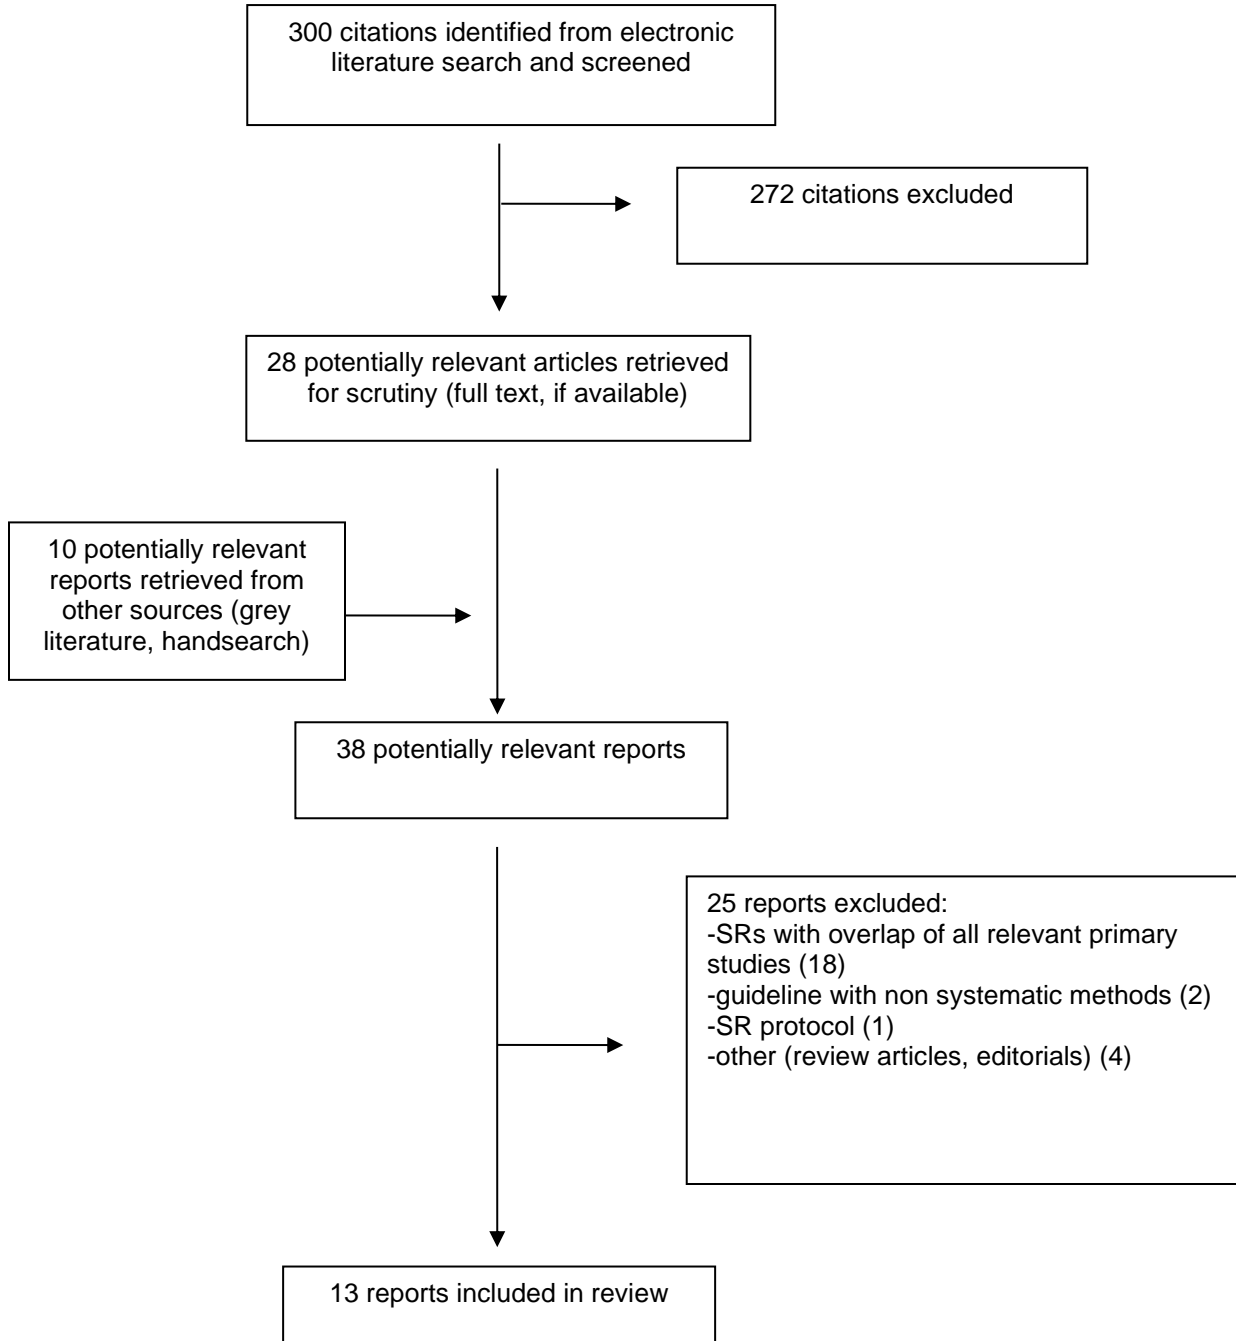 300 citations identified from electronic
literature search and screened
272 citations excluded
28 potentially relevant articles retrieved
for scrutiny (full text, if available)
10 potentially relevant
reports retrieved from
other sources (grey
literature, handsearch)
38 potentially relevant reports
25 reports excluded:
-SRs with overlap of all relevant primary
studies (18)
-guideline with non systematic methods (2)
-SR protocol (1)
-other (review articles, editorials) (4)
13 reports included in review